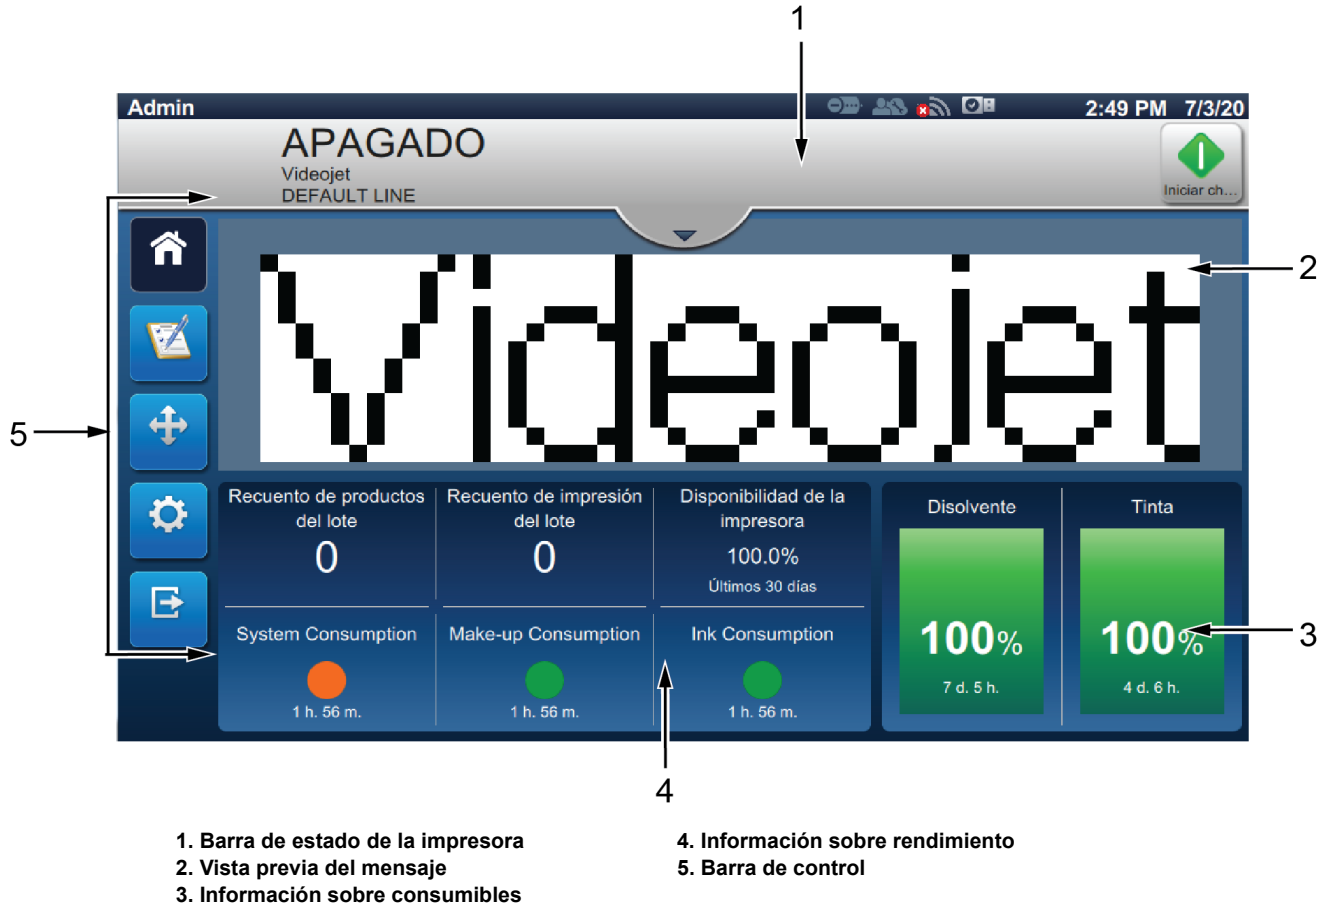 1
Admin
2:49 PM 7/3/20
APAGADO
Videojet
DEFAULT LINE
Iniciar ch...
Videojet
2
5
Recuento de productos
del lote
0
Recuento de impresión
del lote
0
Disponibilidad de la
impresora
100.0%
Últimos 30 días
Disolvente
100%
7 d. 5 h.
Tinta
100%
4 d. 6 h.
3
System Consumption
1 h. 56 m.
Make-up Consumption
1 h. 56 m.
Ink Consumption
1 h. 56 m.
4
1. Barra de estado de la impresora
2. Vista previa del mensaje
3. Información sobre consumibles
4. Información sobre rendimiento
5. Barra de control